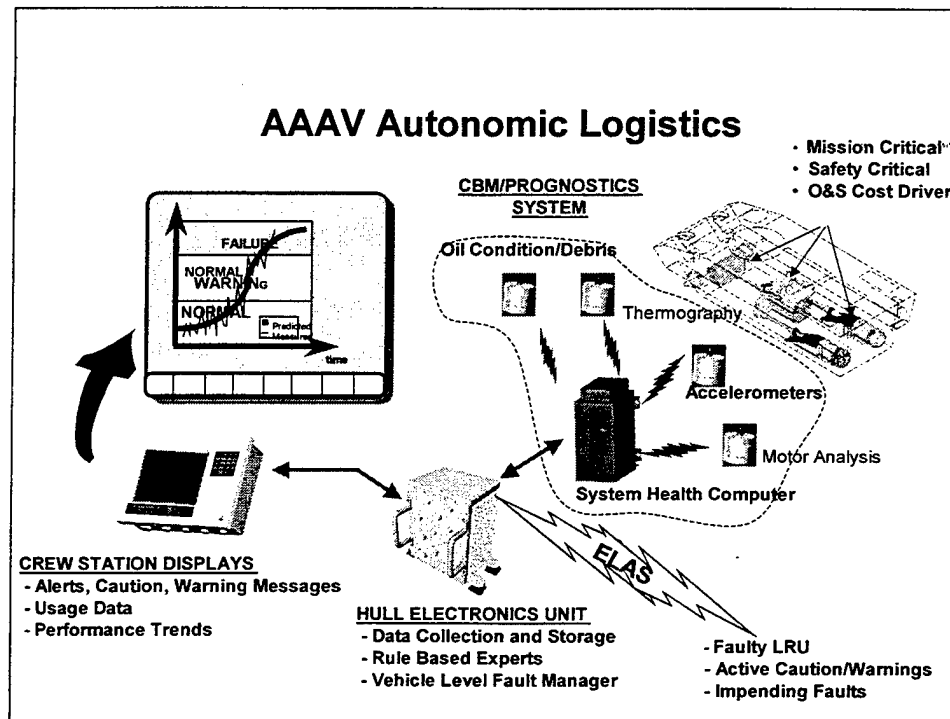 AAAV Autonomic Logistics
• Mission Critical
• Safety Critical
• O&S Cost Driver
CBM/PROGNOSTICS
SYSTEM
Oil Condition/Debris
Thermography
Accelerometers
Motor Analysis
System Health Computer
FAILURE
NORMAL
WARNING
NORMAL
Predicted
Measured
time
CREW STATION DISPLAYS
- Alerts, Caution, Warning Messages
- Usage Data
- Performance Trends
HULL ELECTRONICS UNIT
- Data Collection and Storage
- Rule Based Experts
- Vehicle Level Fault Manager
ELAS
- Faulty LRU
- Active Caution/Warnings
- Impending Faults